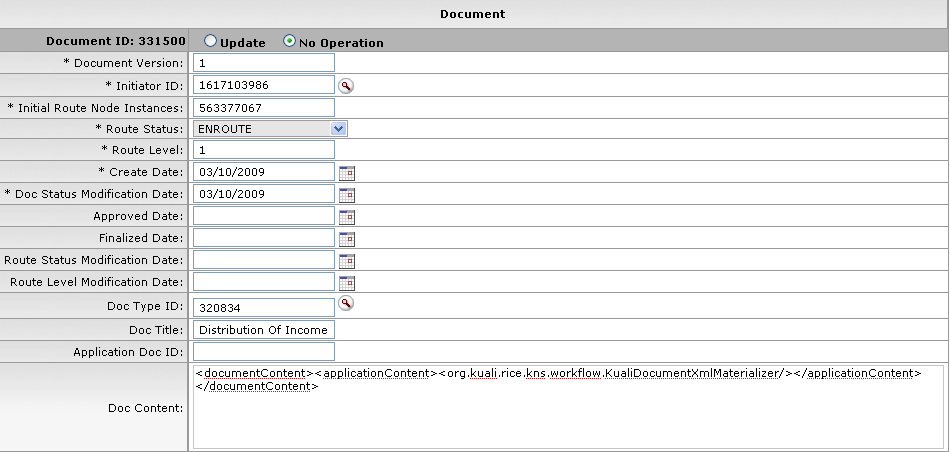 Document
Document ID: 331500 Update No Operation
* Document Version: 1
* Initiator ID: 1617103986
* Initial Route Node Instances: 563377067
* Route Status: ENROUTE
* Route Level: 1
* Create Date: 03/10/2009
* Doc Status Modification Date: 03/10/2009
Approved Date:
Finalized Date:
Route Status Modification Date:
Route Level Modification Date:
Doc Type ID: 320834
Doc Title: Distribution Of Income
Application Doc ID:
Doc Content: <documentContent><applicationContent><org.kuali.rice.kns.workflow.KualiDocumentXmlMaterializer/></applicationContent>
</documentContent>